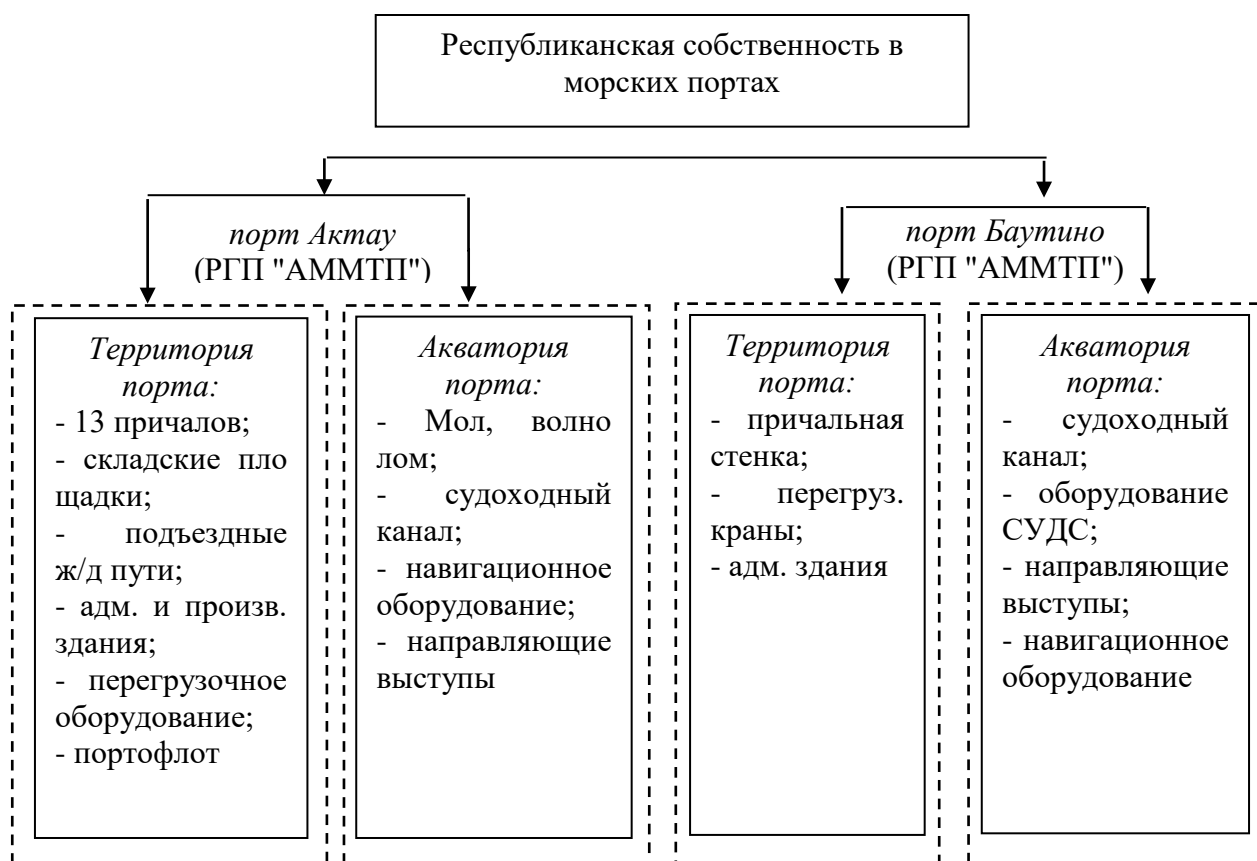 Республиканская собственность в
морских портах
порт Актау
(РГП "АММТП")
порт Баутино
(РГП "АММТП")
Территория
порта:
- 13 причалов;
- складские пло
щадки;
- подъездные
ж/д пути;
- адм. и произв.
здания;
- перегрузочное
оборудование;
- портофлот
Акватория
порта:
- Мол, волно
лом;
- судоходный
канал;
- навигационное
оборудование;
- направляющие
выступы
Территория
порта:
- причальная
стенка;
- перегруз.
краны;
- адм. здания
Акватория
порта:
- судоходный
канал;
- оборудование
СУДС;
- направляющие
выступы;
- навигационное
оборудование